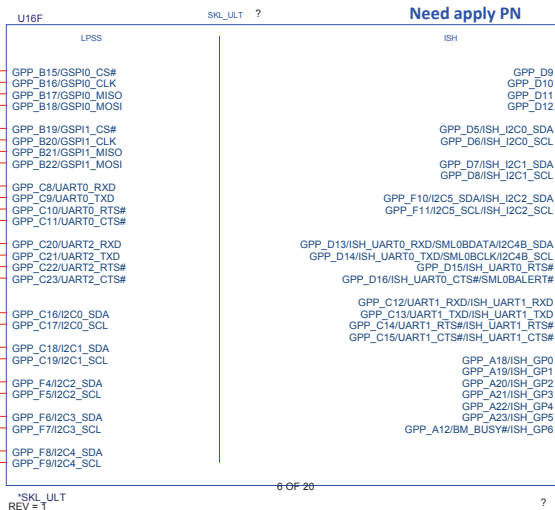 U16F
SKL_ULT ?
Need apply PN
LPSS
ISH
GPP_B15/GSPI0_CS#
GPP_B16/GSPI0_CLK
GPP_B17/GSPI0_MISO
GPP_B18/GSPI0_MOSI
GPP_B19/GSPI1_CS#
GPP_B20/GSPI1_CLK
GPP_B21/GSPI1_MISO
GPP_B22/GSPI1_MOSI
GPP_C8/UART0_RXD
GPP_C9/UART0_TXD
GPP_C10/UART0_RTS#
GPP_C11/UART0_CTS#
GPP_C20/UART2_RXD
GPP_C21/UART2_TXD
GPP_C22/UART2_RTS#
GPP_C23/UART2_CTS#
GPP_C16/I2C0_SDA
GPP_C17/I2C0_SCL
GPP_C18/I2C1_SDA
GPP_C19/I2C1_SCL
GPP_F4/I2C2_SDA
GPP_F5/I2C2_SCL
GPP_F6/I2C3_SDA
GPP_F7/I2C3_SCL
GPP_F8/I2C4_SDA
GPP_F9/I2C4_SCL
GPP_D9
GPP_D10
GPP_D11
GPP_D12
GPP_D5/ISH_I2C0_SDA
GPP_D6/ISH_I2C0_SCL
GPP_D7/ISH_I2C1_SDA
GPP_D8/ISH_I2C1_SCL
GPP_F10/I2C5_SDA/ISH_I2C2_SDA
GPP_F11/I2C5_SCL/ISH_I2C2_SCL
GPP_D13/ISH_UART0_RXD/SML0BDATA/I2C4B_SDA
GPP_D14/ISH_UART0_TXD/SML0BCLK/I2C4B_SCL
GPP_D15/ISH_UART0_RTS#
GPP_D16/ISH_UART0_CTS#/SML0BALERT#
GPP_C12/UART1_RXD/ISH_UART1_RXD
GPP_C13/UART1_TXD/ISH_UART1_TXD
GPP_C14/UART1_RTS#/ISH_UART1_RTS#
GPP_C15/UART1_CTS#/ISH_UART1_CTS#
GPP_A18/ISH_GP0
GPP_A19/ISH_GP1
GPP_A20/ISH_GP2
GPP_A21/ISH_GP3
GPP_A22/ISH_GP4
GPP_A23/ISH_GP5
GPP_A12/BM_BUSY#/ISH_GP6
6 OF 20
*SKL_ULT
REV = 1
?